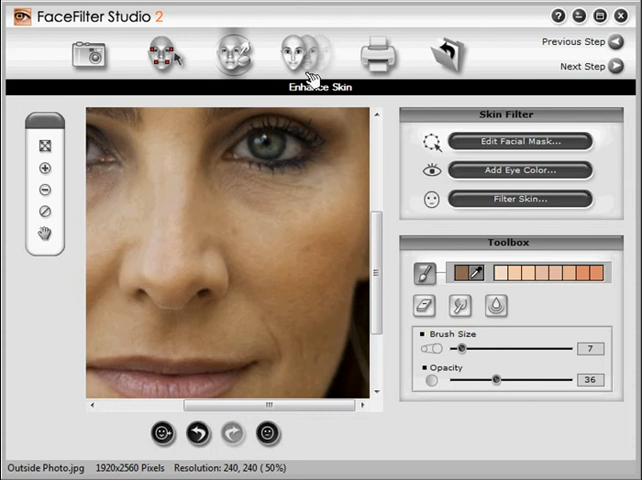 FaceFilter Studio 2
Previous Step
Next Step
Enhance Skin
Skin Filter
Edit Facial Mask...
Add Eye Color...
Filter Skin...
Toolbox
Brush Size
7
Opacity
36
Outside Photo.jpg 1920x2560 Pixels Resolution: 240, 240 ( 50%)